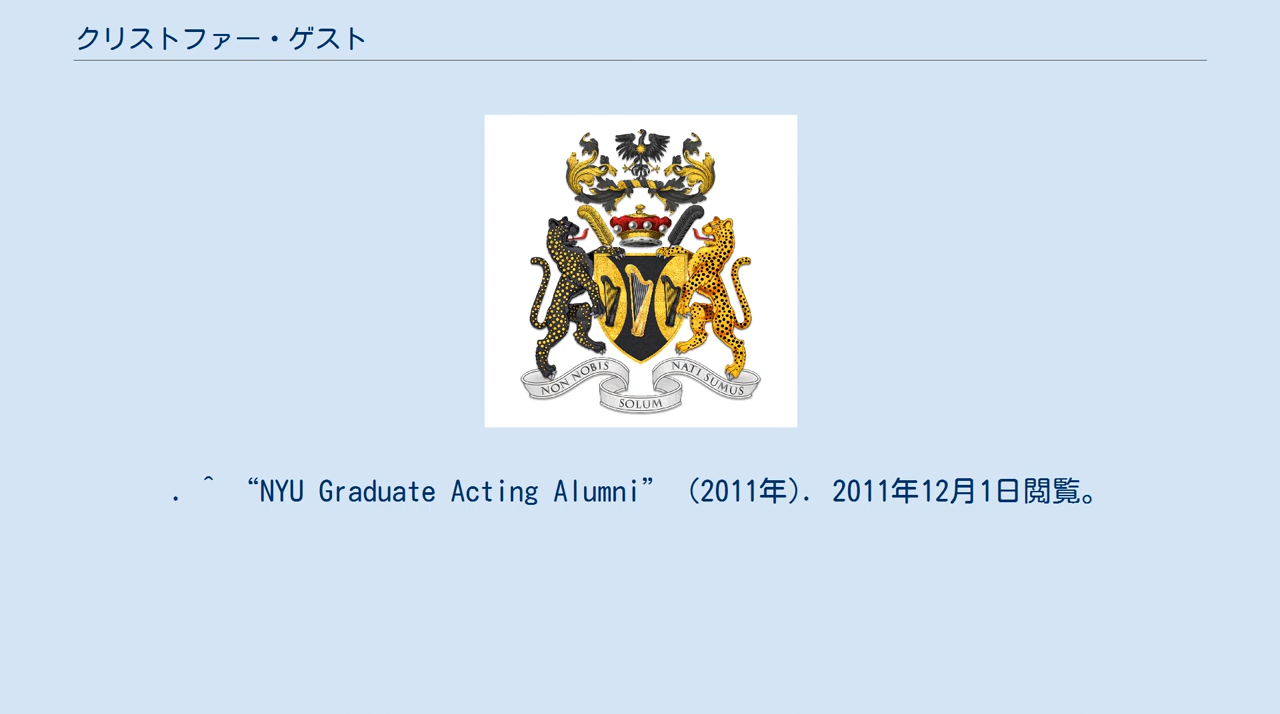 クリストファー・ゲスト
NON NOBIS
SOLUM
NATI SUMUS
. ^ “NYU Graduate Acting Alumni” (2011年). 2011年12月1日閲覧。